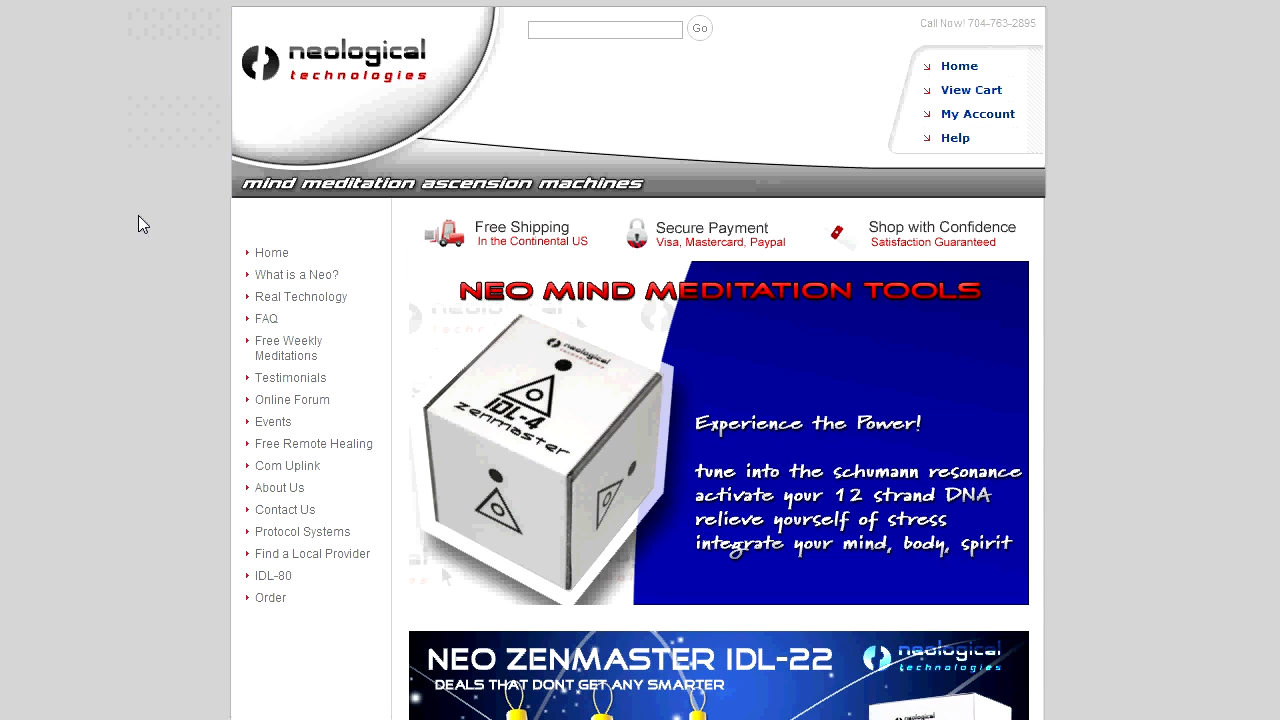 neological
technologies
Go
Call Now! 704-763-2895
Home
View Cart
My Account
Help
mind meditation ascension machines
Free Shipping
In the Continental US
Secure Payment
Visa, Mastercard, Paypal
Shop with Confidence
Satisfaction Guaranteed
Home
What is a Neo?
Real Technology
FAQ
Free Weekly
Meditations
Testimonials
Online Forum
Events
Free Remote Healing
Com Uplink
About Us
Contact Us
Protocol Systems
Find a Local Provider
IDL-80
Order
NEO MIND MEDITATION TOOLS
neological
technologies
IDL-4
zenmaster
Experience the Power!
tune into the schumann resonance
activate your 12 strand DNA
relieve yourself of stress
integrate your mind, body, spirit
NEO ZENMASTER IDL-22
DEALS THAT DONT GET ANY SMARTER
neological
technologies
neological